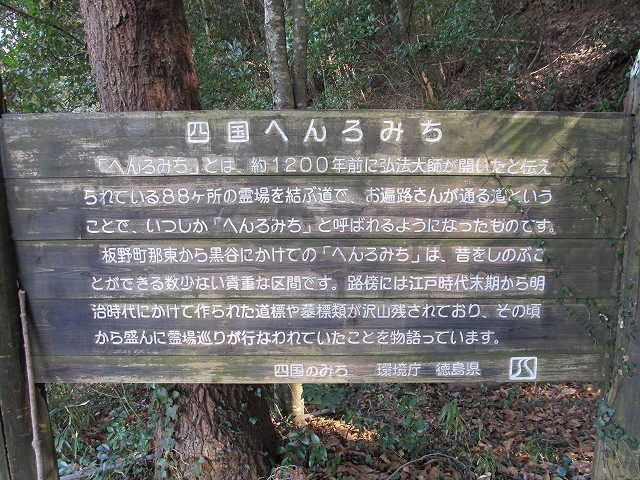 四国へんろみち
「へんろみち」とは、約1200年前に弘法大師が開いたと伝え
られている88ヶ所の霊場を結ぶ道で、お遍路さんが通る道という
ことで、いつしか「へんろみち」と呼ばれるようになったものです。
板野町那東から黒谷にかけての「へんろみち」は、昔をしのぶこ
とができる数少ない貴重な区間です。路傍には江戸時代末期から明
治時代にかけて作られた道標や墓標類が沢山残されており、その頃
から盛んに霊場巡りが行なわれていたことを物語っています。
四国のみち 環境庁 徳島県